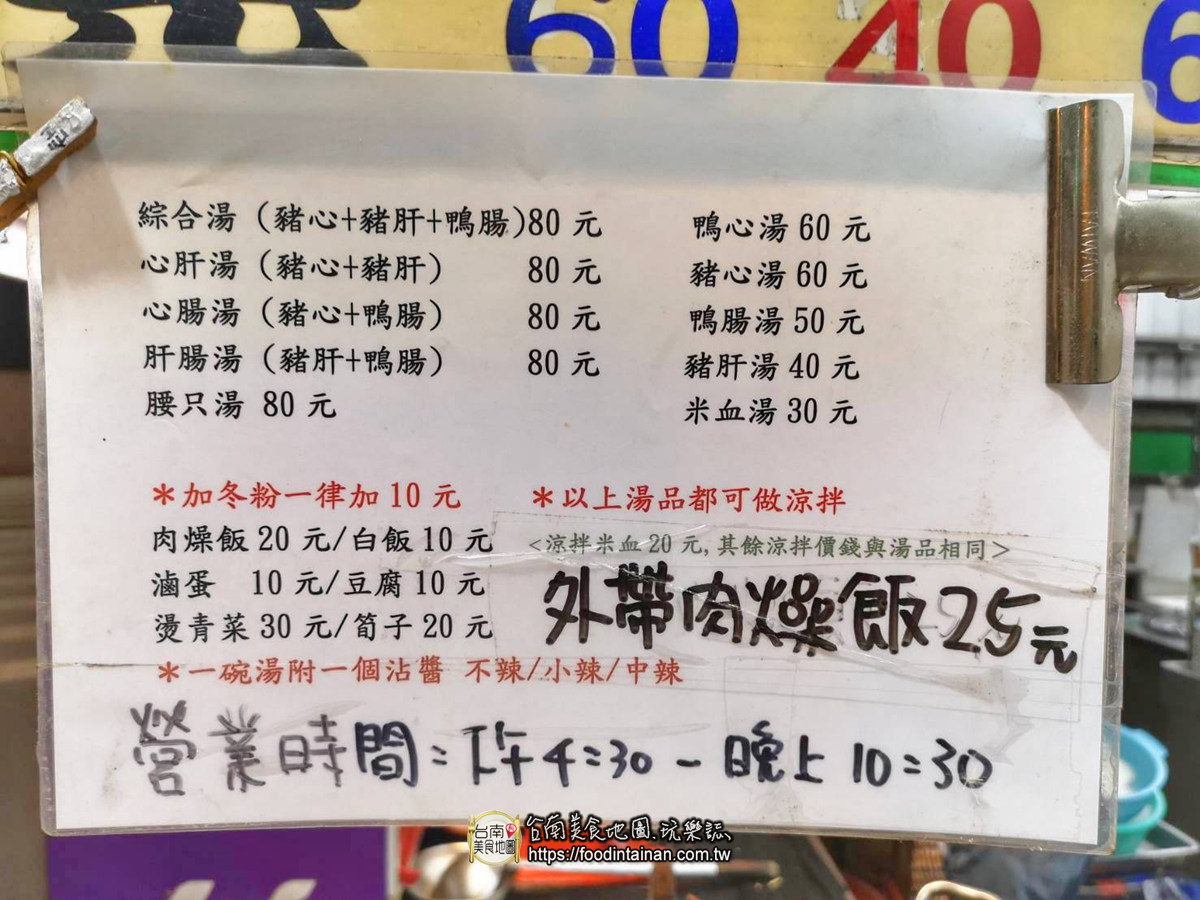 60 40 6
綜合湯 (豬心+豬肝+鴨腸)80 元
鴨心湯 60 元
心肝湯 (豬心+豬肝) 80 元
豬心湯 60 元
心腸湯 (豬心+鴨腸) 80 元
鴨腸湯 50 元
肝腸湯 (豬肝+鴨腸) 80 元
豬肝湯 40 元
腰只湯 80 元
米血湯 30 元
*加冬粉一律加 10 元
*以上湯品都可做涼拌
肉燥飯 20 元/白飯 10 元
<涼拌米血 20 元,其餘涼拌價錢與湯品相同>
滷蛋 10 元/豆腐 10 元
外帶肉燥飯 25元
燙青菜 30 元/筍子 20 元
*一碗湯附一個沾醬 不辣/小辣/中辣
營業時間:下午4:30-晚上10:30
TAIWAN
台南美食地圖
台南美食地圖.玩樂誌
https://foodintainan.com.tw